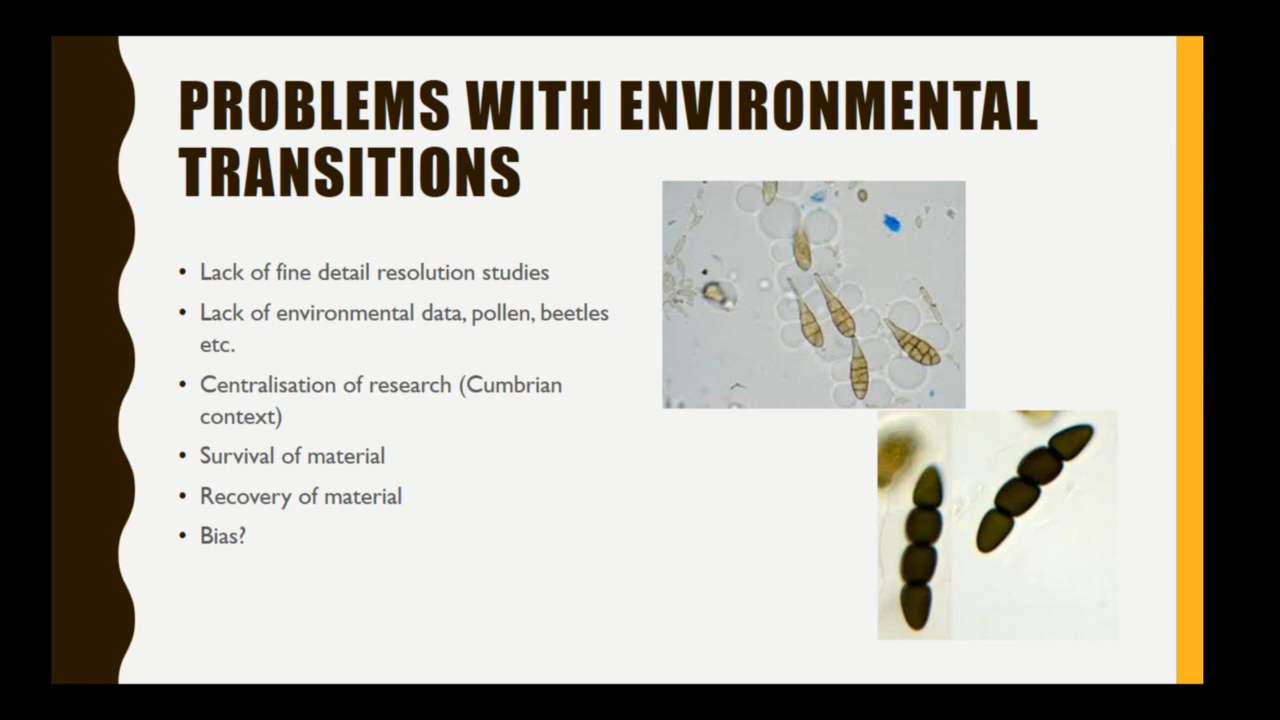 PROBLEMS WITH ENVIRONMENTAL
TRANSITIONS
• Lack of fine detail resolution studies
• Lack of environmental data, pollen, beetles
etc.
• Centralisation of research (Cumbrian
context)
• Survival of material
• Recovery of material
• Bias?